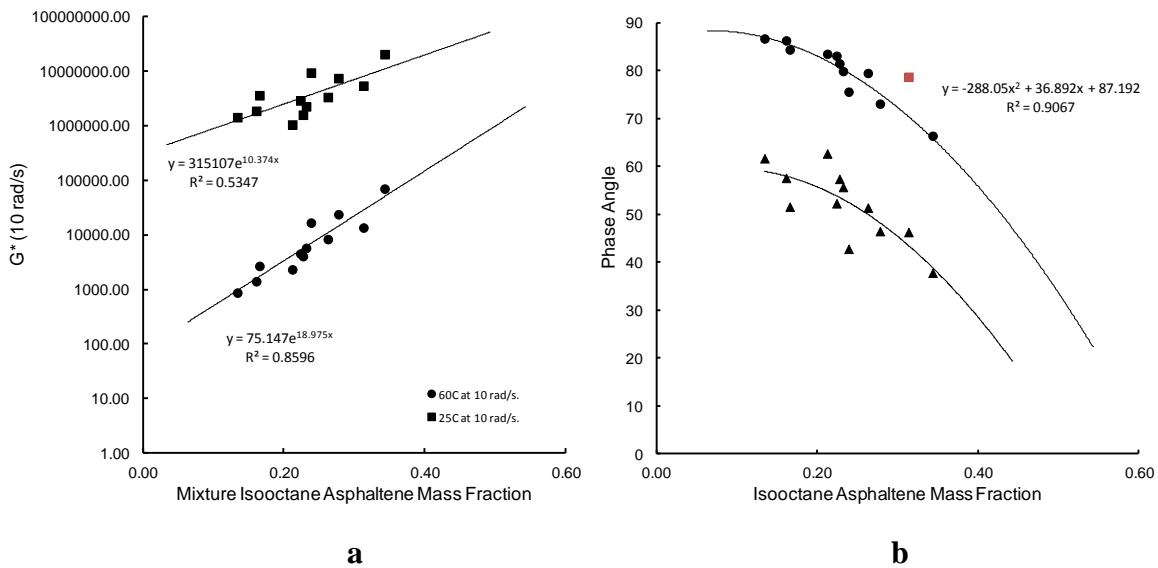 100000000.00
10000000.00
1000000.00
100000.00
10000.00
1000.00
100.00
10.00
1.00
G* (10 rad/s)
y = 315107e^10.374x
R² = 0.5347
y = 75.147e^18.975x
R² = 0.8596
60C at 10 rad/s.
25C at 10 rad/s.
0.00 0.20 0.40 0.60
Mixture Isooctane Asphaltene Mass Fraction
a
90
80
70
60
50
40
30
20
10
0
Phase Angle
y = -288.05x² + 36.892x + 87.192
R² = 0.9067
0.00 0.20 0.40 0.60
Isooctane Asphaltene Mass Fraction
b